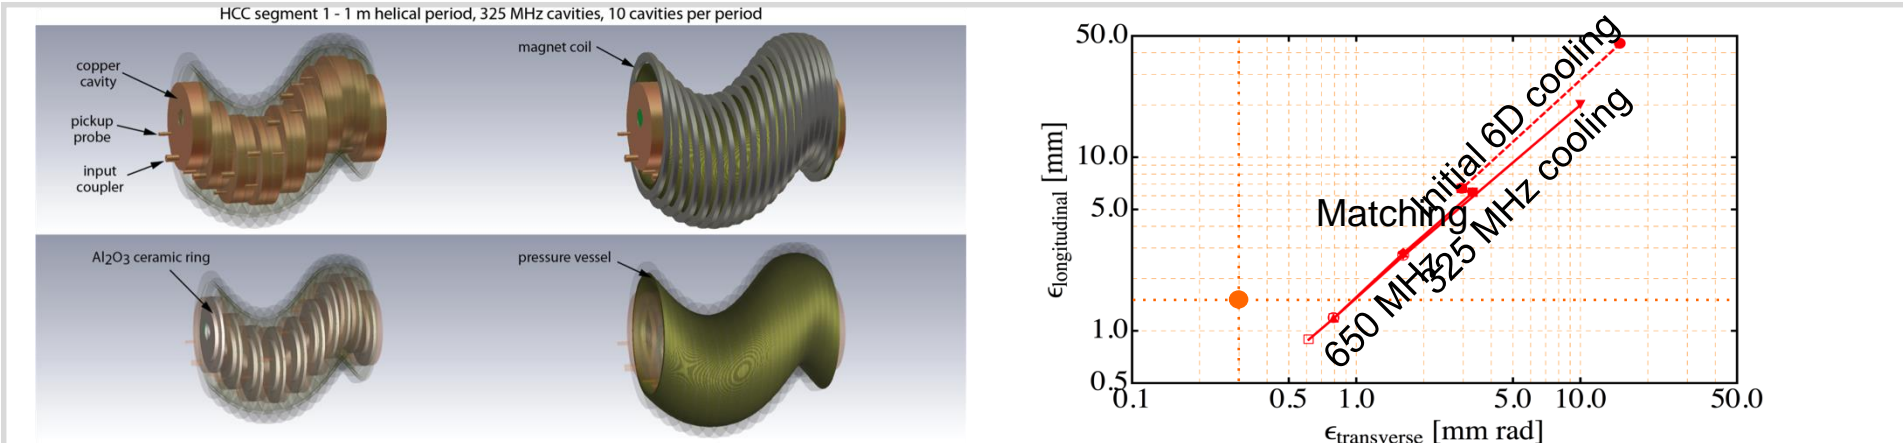 HCC segment 1 - 1 m helical period, 325 MHz cavities, 10 cavities per period
copper
cavity
pickup
probe
input
coupler
magnet coil
Al2O3 ceramic ring
pressure vessel
50.0
10.0
5.0
1.0
0.5
0.1
0.5
1.0
5.0
10.0
50.0
ϵlongitudinal [mm]
ϵtransverse [mm rad]
Initial 6D cooling
Matching
325 MHz cooling
650 MHz